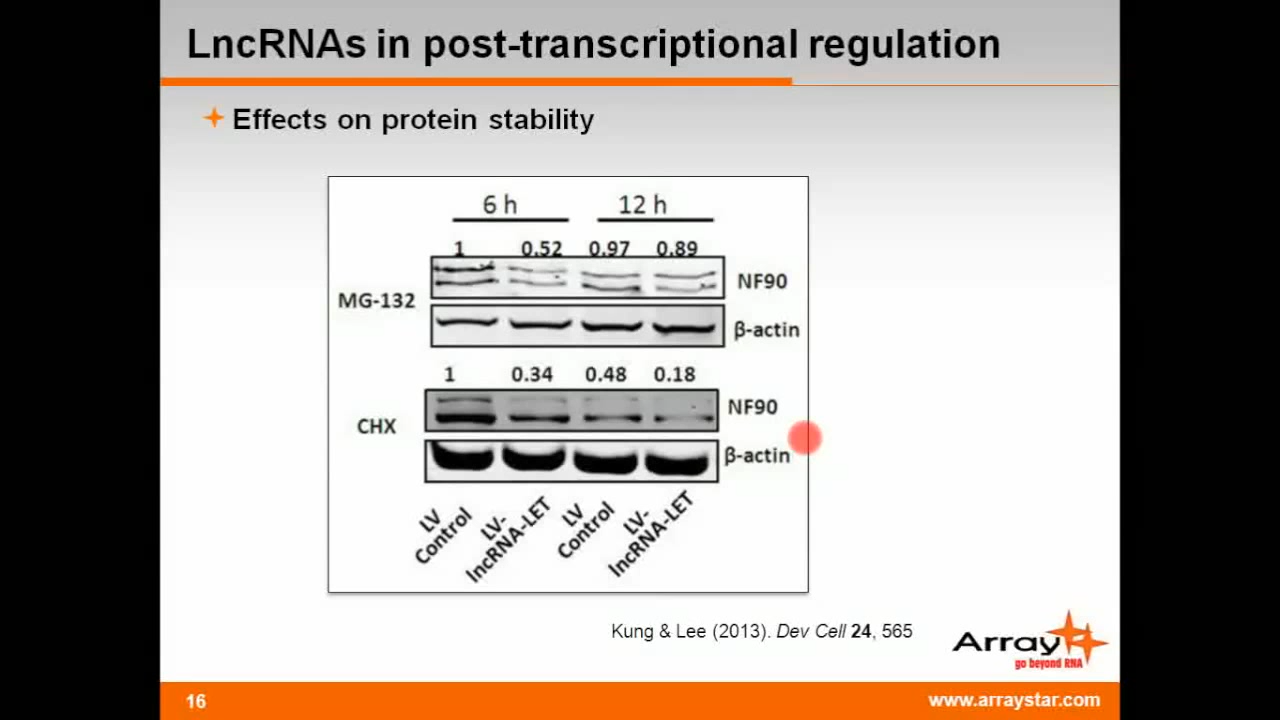 LncRNAs in post-transcriptional regulation
Effects on protein stability
6 h 12 h
1 0.52 0.97 0.89
NF90
MG-132
β-actin
1 0.34 0.48 0.18
NF90
CHX
β-actin
LV Control
LV-lncRNA-LET
LV Control
LV-lncRNA-LET
Kung & Lee (2013). Dev Cell 24, 565
Array
go beyond RNA
16
www.arraystar.com